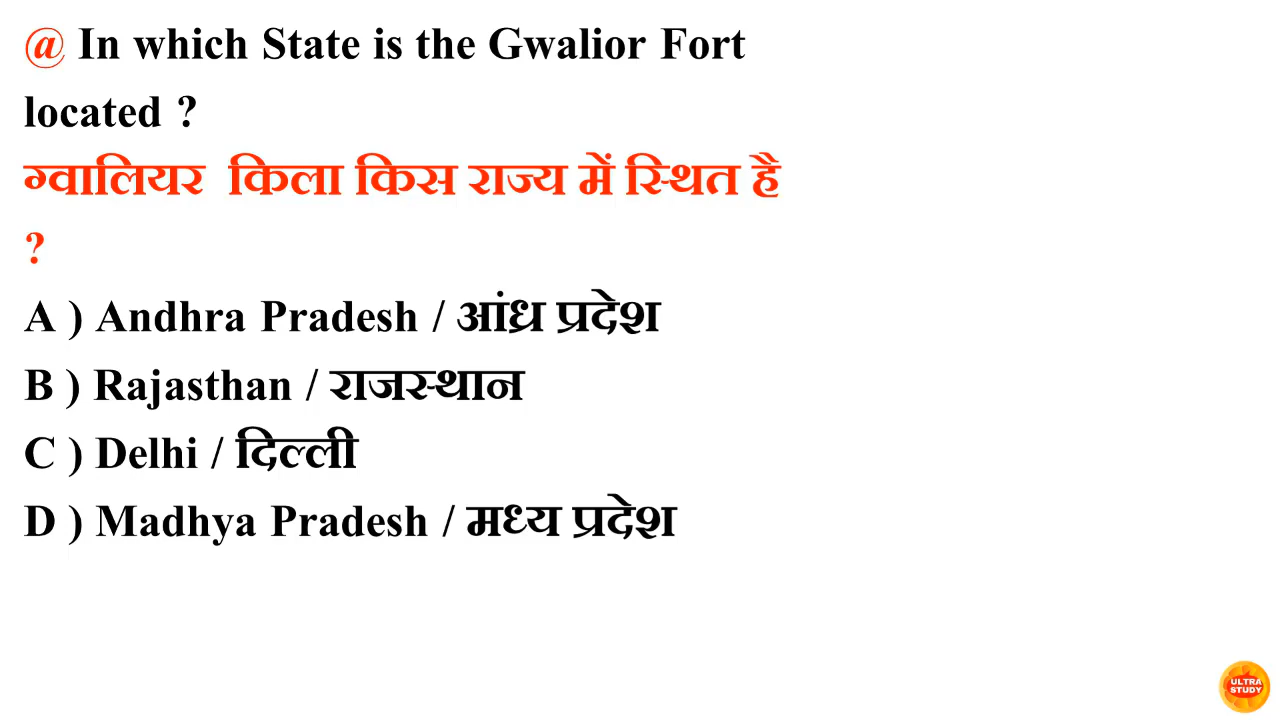 @ In which State is the Gwalior Fort
located ?
ग्वालियर  किला किस राज्य में स्थित है
?
A ) Andhra Pradesh / आंध्र प्रदेश
B ) Rajasthan / राजस्थान
C ) Delhi / दिल्ली
D ) Madhya Pradesh / मध्य प्रदेश
ULTRA
STUDY